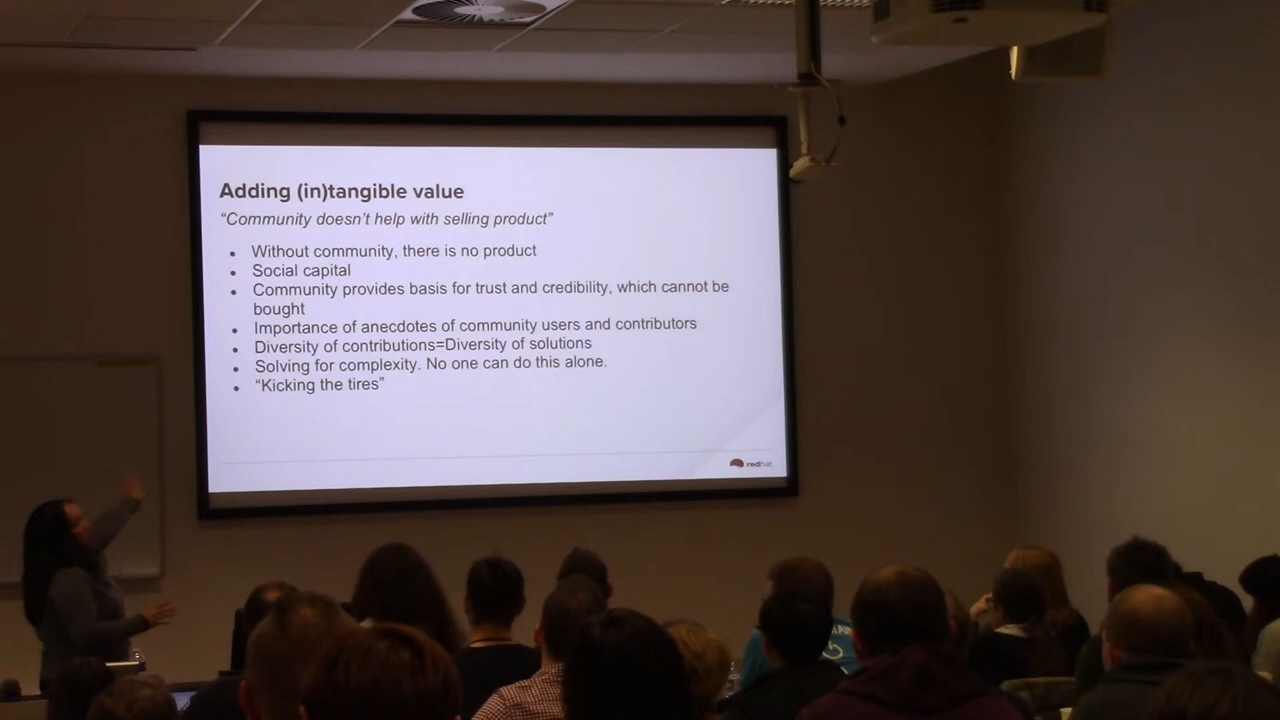 Adding (in)tangible value
“Community doesn’t help with selling product”
• Without community, there is no product
• Social capital
• Community provides basis for trust and credibility, which cannot be
bought
• Importance of anecdotes of community users and contributors
• Diversity of contributions=Diversity of solutions
• Solving for complexity. No one can do this alone.
• “Kicking the tires”
redhat